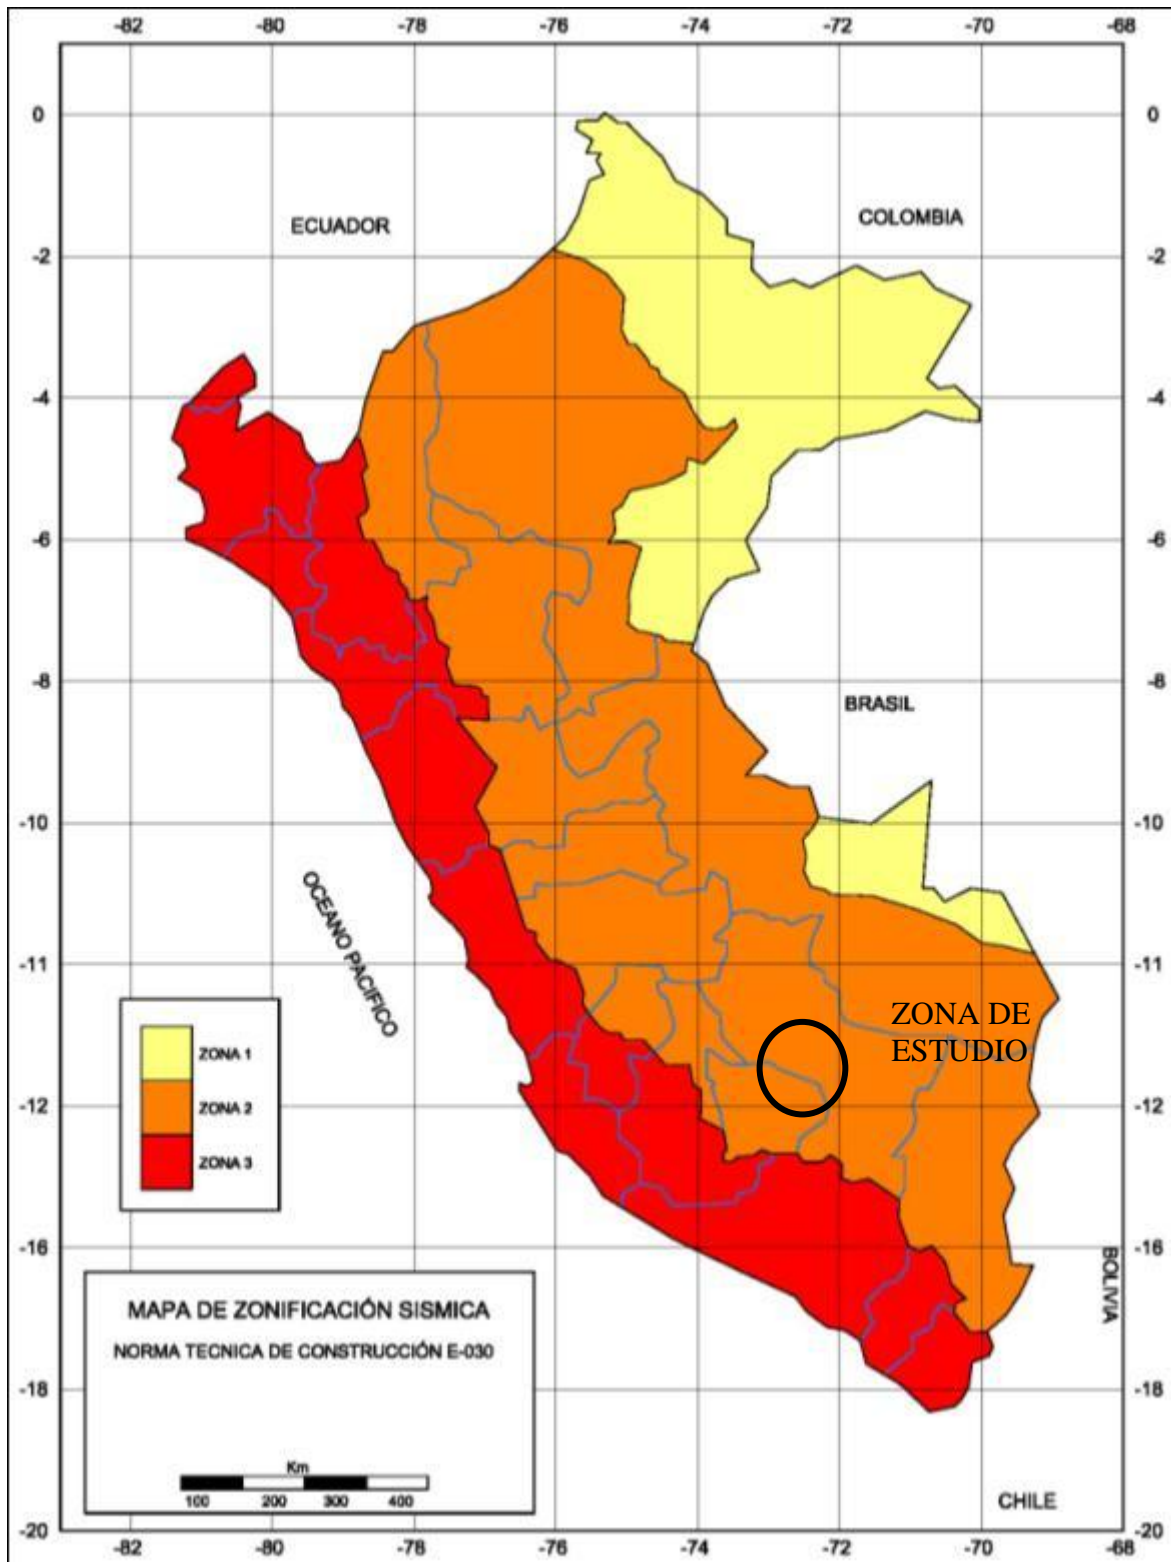 -82 -80 -78 -76 -74 -72 -70 -68
0 0
ECUADOR
COLOMBIA
-2 -2
-4 -4
-6 -6
-8 -8
BRASIL
-10 -10
OCEANO PACIFICO
-11 -11
ZONA DE
ESTUDIO
ZONA 1
ZONA 2
ZONA 3
-12 -12
-16 -16
BOLIVIA
MAPA DE ZONIFICACIÓN SISMICA
NORMA TECNICA DE CONSTRUCCIÓN E-030
-18 -18
Km
100 200 300 400
CHILE
-20 -20
-82 -80 -78 -76 -74 -72 -70 -68